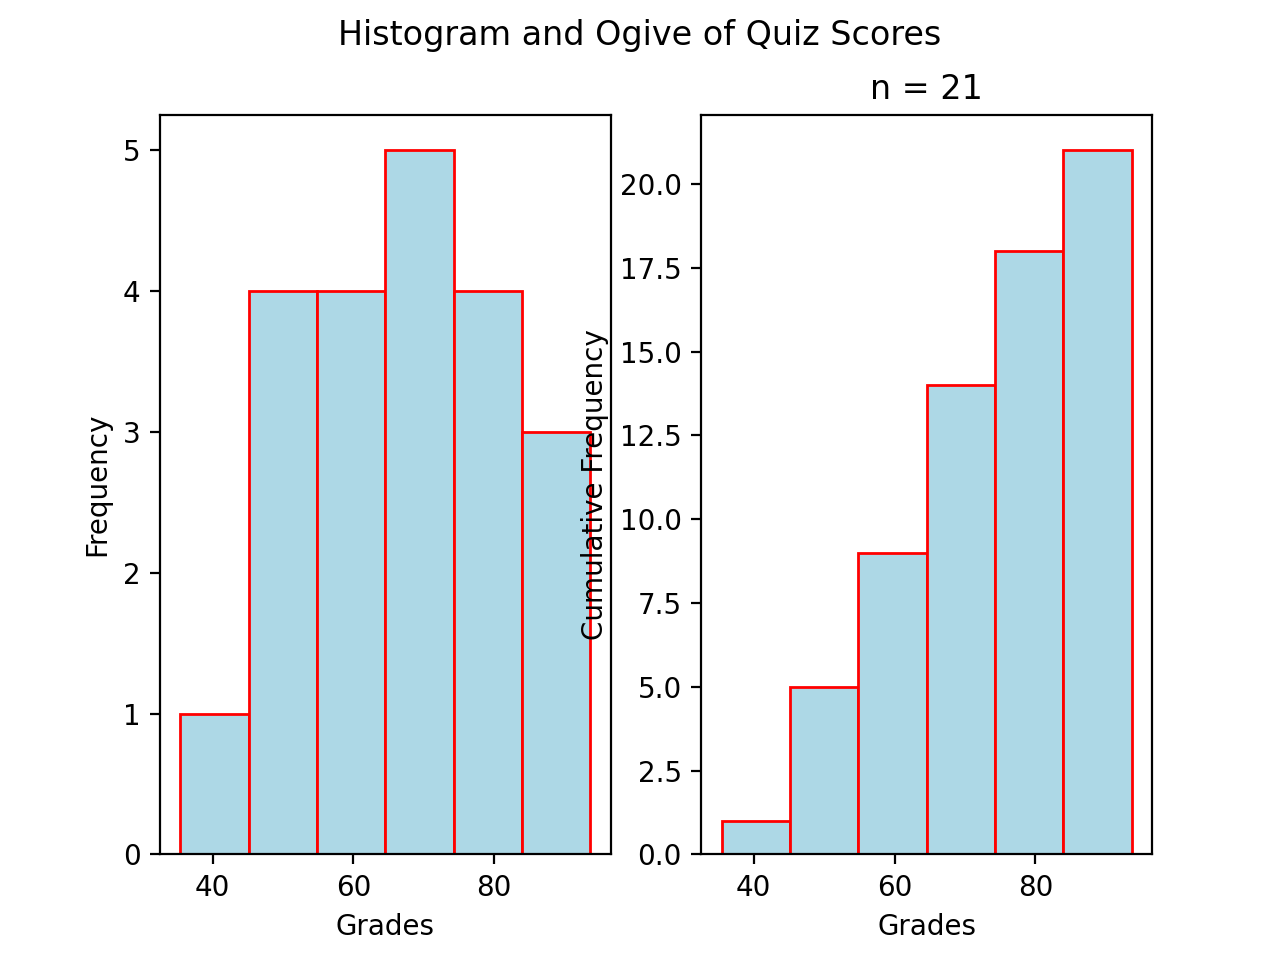 Histogram and Ogive of Quiz Scores
5
4
3
2
1
0
Frequency
40 60 80
Grades
n = 21
20.0
17.5
15.0
12.5
10.0
7.5
5.0
2.5
0.0
Cumulative Frequency
40 60 80
Grades